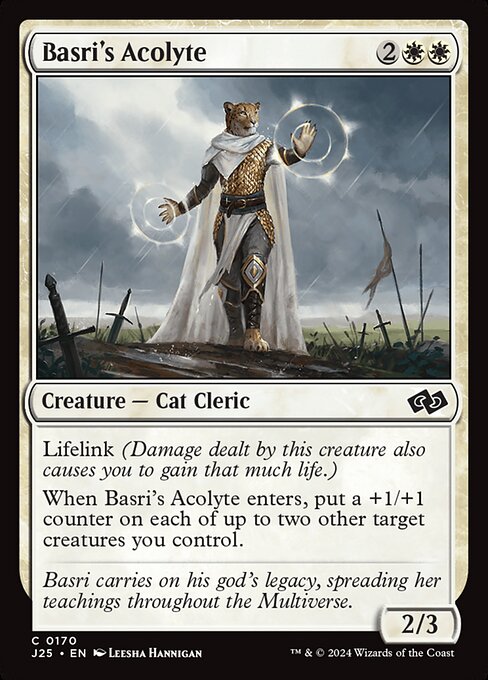 Basri's Acolyte 2
Creature — Cat Cleric
Lifelink (Damage dealt by this creature also
causes you to gain that much life.)
When Basri's Acolyte enters, put a +1/+1
counter on each of up to two other target
creatures you control.
Basri carries on his god's legacy, spreading her
teachings throughout the Multiverse.
2/3
C 0170
J25 • EN Leesha Hannigan
™ & © 2024 Wizards of the Coast